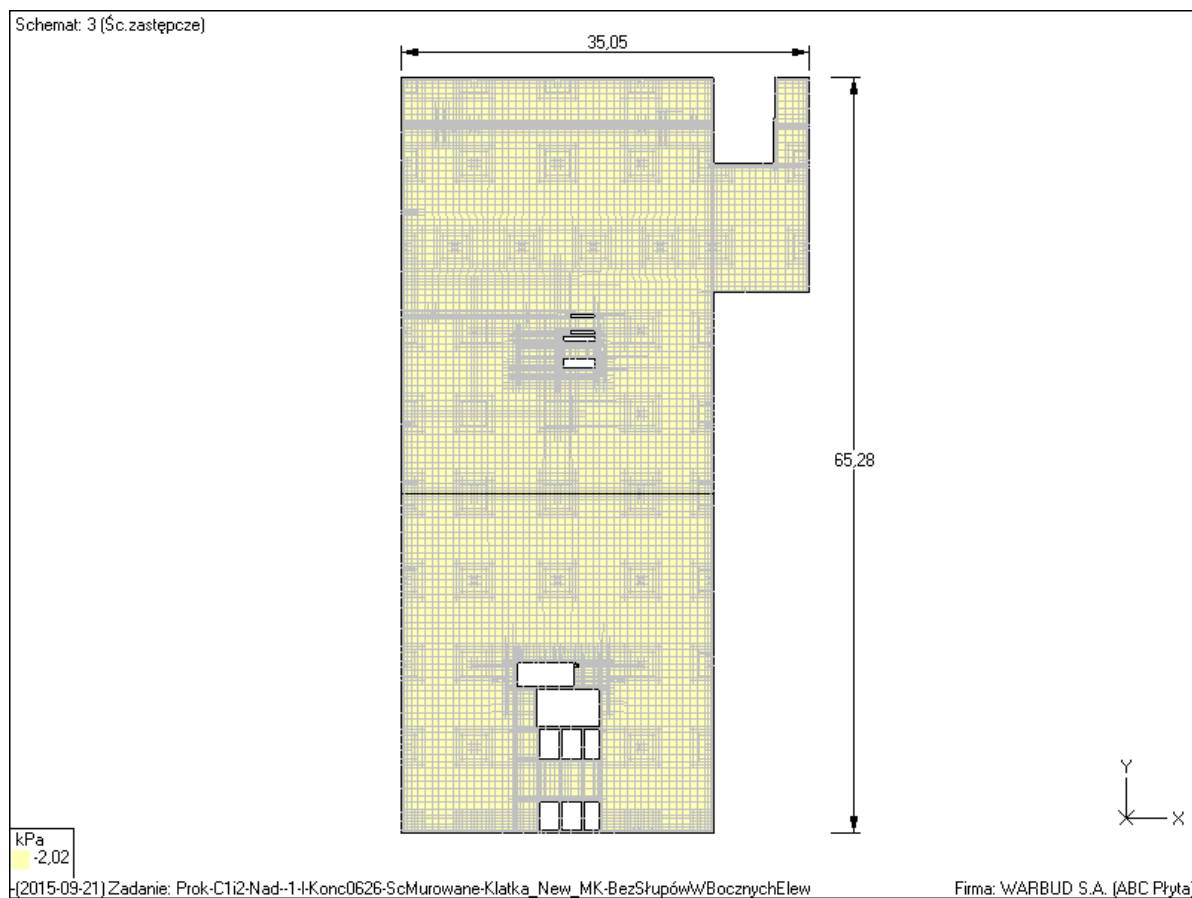 Schemat: 3 (Śc.zastępcze)
35,05
65,28
Y
X
kPa
-2,02
-(2015-09-21) Zadanie: Prok-C1i2-Nad--1-I-Konc0626-ScMurowane-Klatka_New_MK-BezSłupówWBocznychElew
Firma: WARBUD S.A. (ABC Płyta)